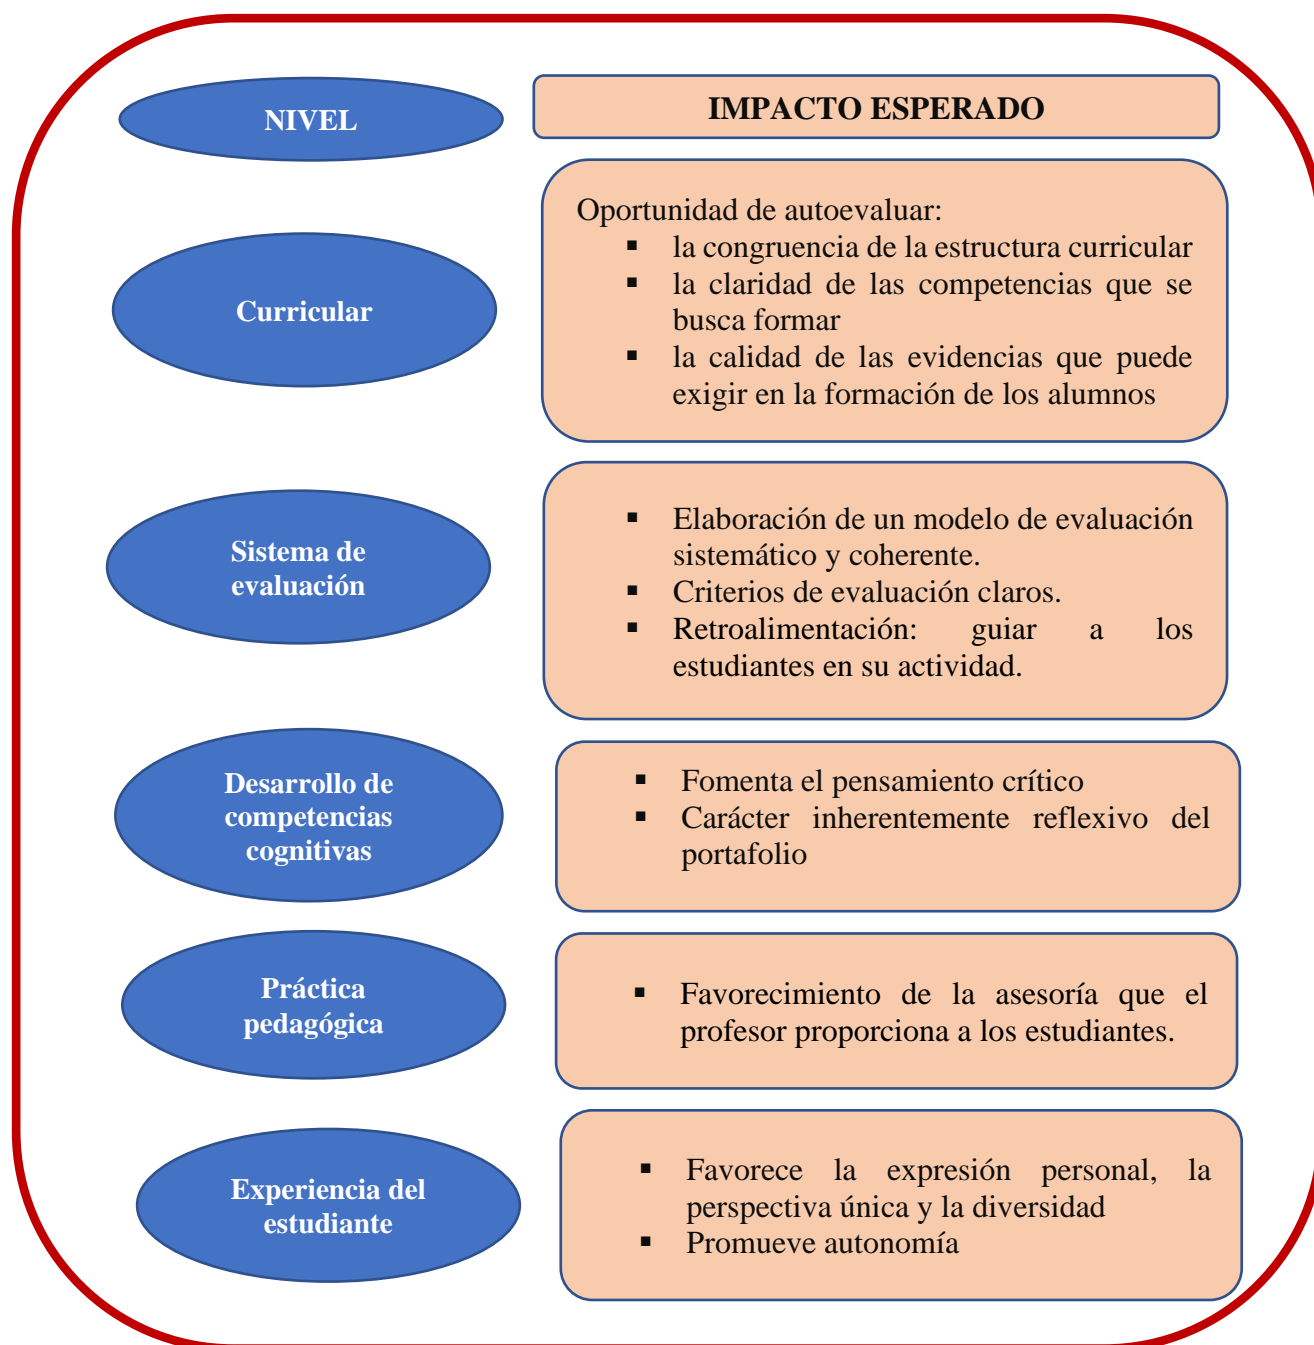 NIVEL
IMPACTO ESPERADO
Curricular
Oportunidad de autoevaluar:
▪ la congruencia de la estructura curricular
▪ la claridad de las competencias que se
busca formar
▪ la calidad de las evidencias que puede
exigir en la formación de los alumnos
Sistema de
evaluación
▪ Elaboración de un modelo de evaluación
sistemático y coherente.
▪ Criterios de evaluación claros.
▪ Retroalimentación: guiar a los
estudiantes en su actividad.
Desarrollo de
competencias
cognitivas
▪ Fomenta el pensamiento crítico
▪ Carácter inherentemente reflexivo del
portafolio
Práctica
pedagógica
▪ Favorecimiento de la asesoría que el
profesor proporciona a los estudiantes.
Experiencia del
estudiante
▪ Favorece la expresión personal, la
perspectiva única y la diversidad
▪ Promueve autonomía